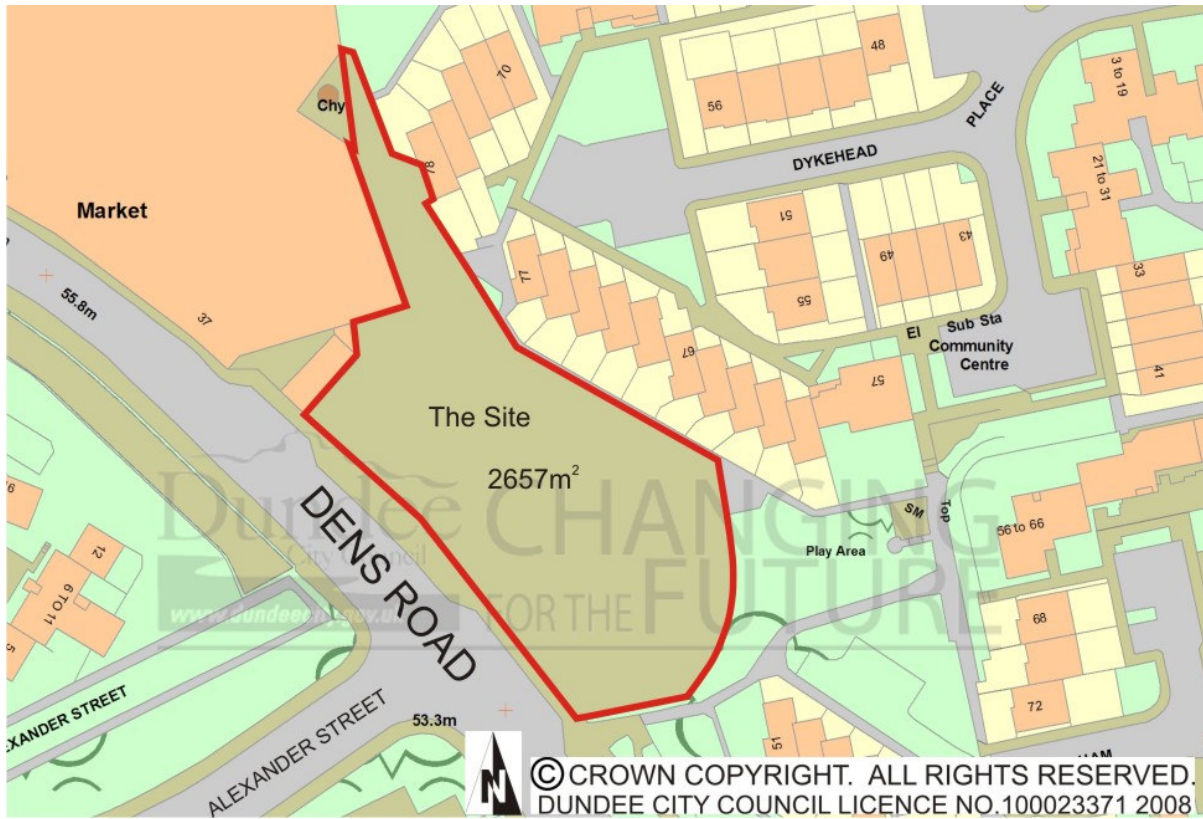 48
70
3 to 19
Chy
56
PLACE
DYKEHEAD
78
21 to 31
Market
51
43
49
33
77
55.8m
55
37
El
Sub Sta
Community
Centre
67
57
41
The Site
2657m²
Dundee
City Council
CHANGING
FOR THE FUTURE
www.dundeecity.gov.uk
DENS ROAD
SM
Top
56 to 66
Play Area
12
6 TO 11
5
68
72
51
ALEXANDER STREET
53.3m
EXANDER STREET
HAM
N
© CROWN COPYRIGHT. ALL RIGHTS RESERVED.
DUNDEE CITY COUNCIL LICENCE NO.100023371 2008